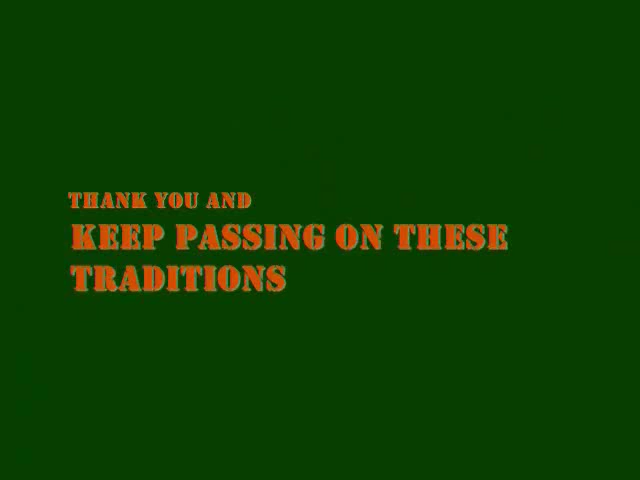 THANK YOU AND
KEEP PASSING ON THESE
TRADITIONS